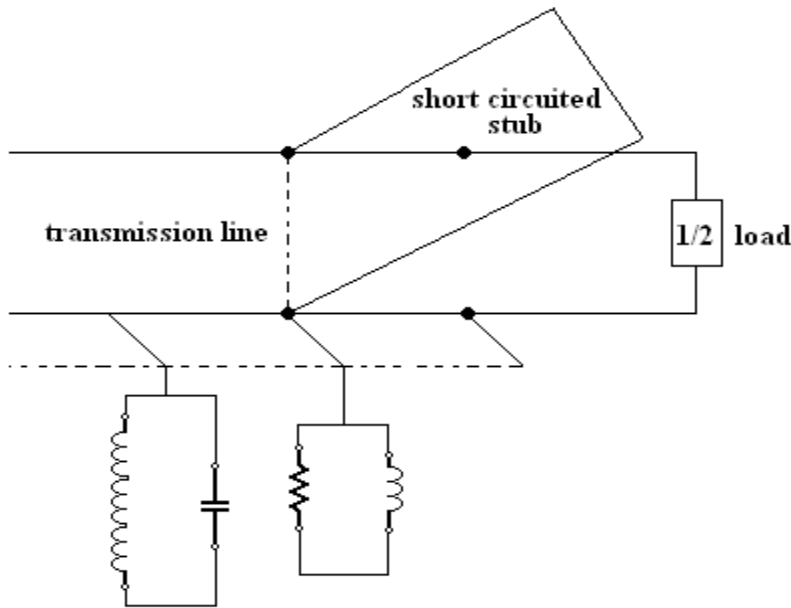 short circuited
stub
transmission line
1/2
load